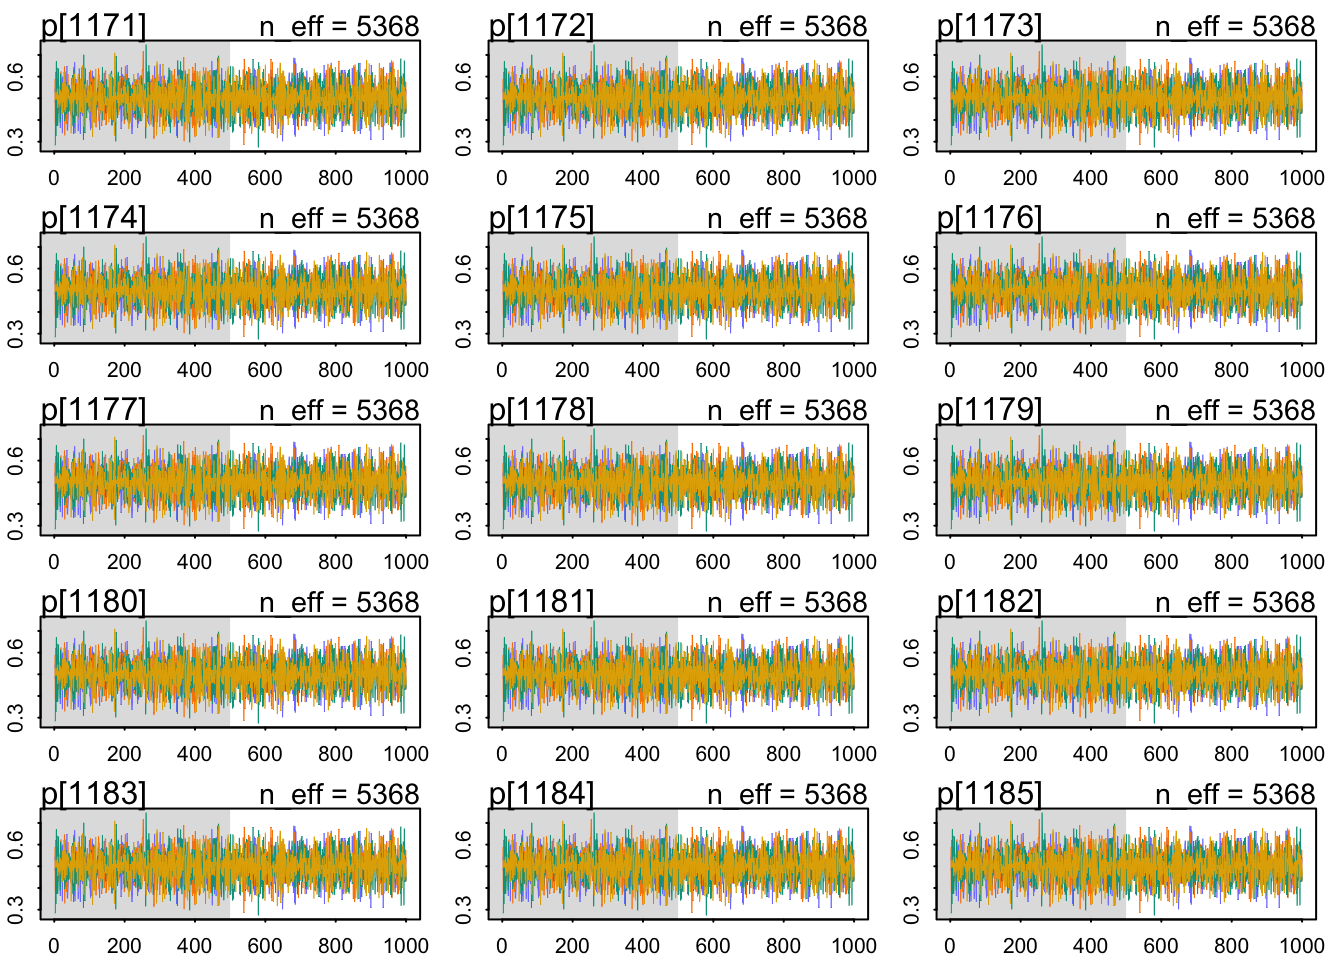 p[1171] n_eff = 5368 p[1172] n_eff = 5368 p[1173] n_eff = 5368
0.3 0.6 0.3 0.6 0.3 0.6
0 200 400 600 800 1000 0 200 400 600 800 1000 0 200 400 600 800 1000
p[1174] n_eff = 5368 p[1175] n_eff = 5368 p[1176] n_eff = 5368
0.3 0.6 0.3 0.6 0.3 0.6
0 200 400 600 800 1000 0 200 400 600 800 1000 0 200 400 600 800 1000
p[1177] n_eff = 5368 p[1178] n_eff = 5368 p[1179] n_eff = 5368
0.3 0.6 0.3 0.6 0.3 0.6
0 200 400 600 800 1000 0 200 400 600 800 1000 0 200 400 600 800 1000
p[1180] n_eff = 5368 p[1181] n_eff = 5368 p[1182] n_eff = 5368
0.3 0.6 0.3 0.6 0.3 0.6
0 200 400 600 800 1000 0 200 400 600 800 1000 0 200 400 600 800 1000
p[1183] n_eff = 5368 p[1184] n_eff = 5368 p[1185] n_eff = 5368
0.3 0.6 0.3 0.6 0.3 0.6
0 200 400 600 800 1000 0 200 400 600 800 1000 0 200 400 600 800 1000